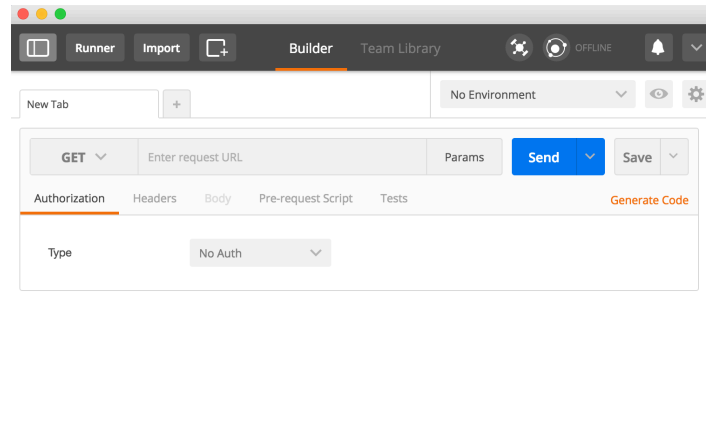 Runner Import Builder Team Library OFFLINE
New Tab + No Environment
GET Enter request URL Params Send Save
Authorization Headers Body Pre-request Script Tests Generate Code
Type No Auth